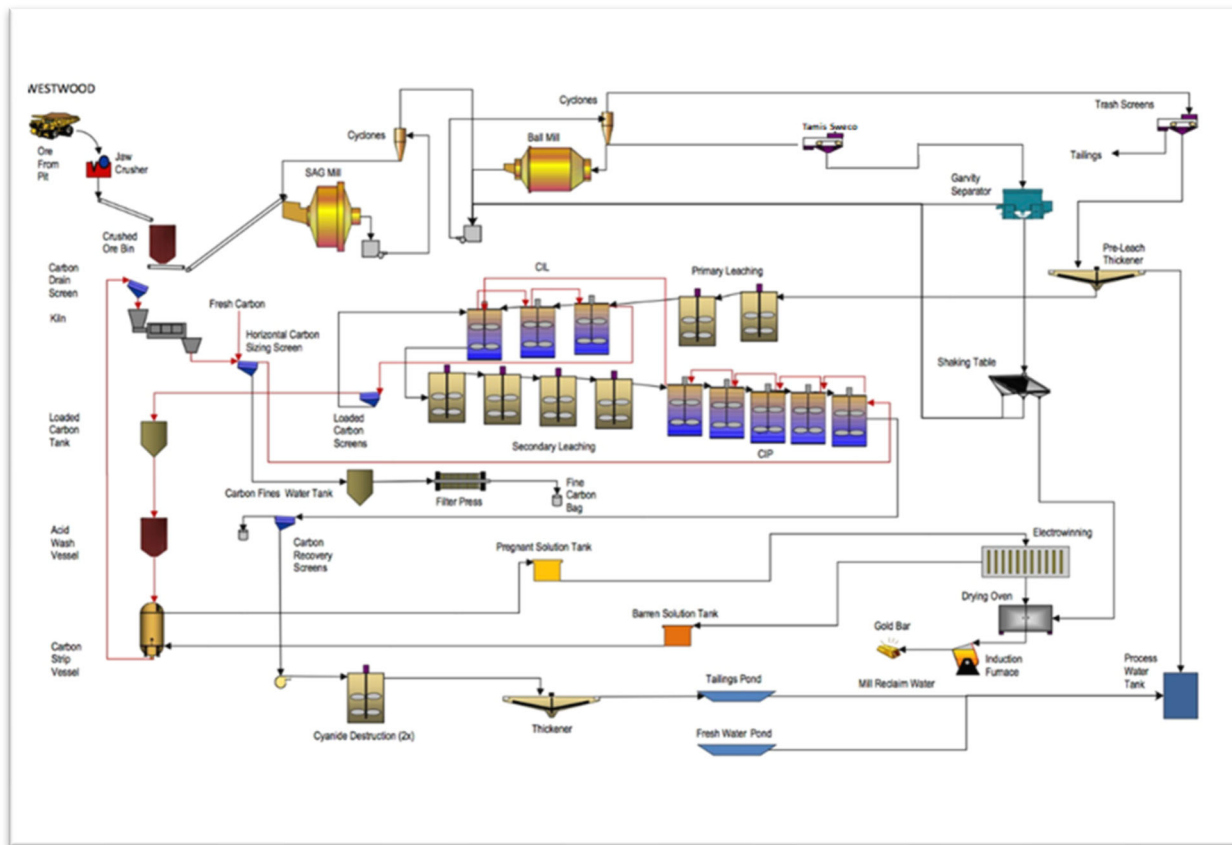 WESTWOOD
Ore
From
Pit
Jaw
Crusher
Crushed
Ore Bin
SAG Mill
Cyclones
Ball Mill
Cyclones
Tamis Sweco
Trash Screens
Tailings
Garvity
Separator
Pre-Leach
Thickener
Carbon
Drain
Screen
Kiln
Fresh Carbon
Horizontal Carbon
Sizing Screen
CIL
Primary Leaching
Shaking Table
Loaded
Carbon
Tank
Loaded
Carbon
Screens
Secondary Leaching
CIP
Carbon Fines Water Tank
Filter Press
Fine
Carbon
Bag
Acid
Wash
Vessel
Carbon
Recovery
Screens
Pregnant Solution Tank
Electrowinning
Drying Oven
Barren Solution Tank
Gold Bar
Induction
Furnace
Mill Reclaim Water
Process
Water
Tank
Carbon
Strip
Vessel
Cyanide Destruction (2x)
Thickener
Tailings Pond
Fresh Water Pond